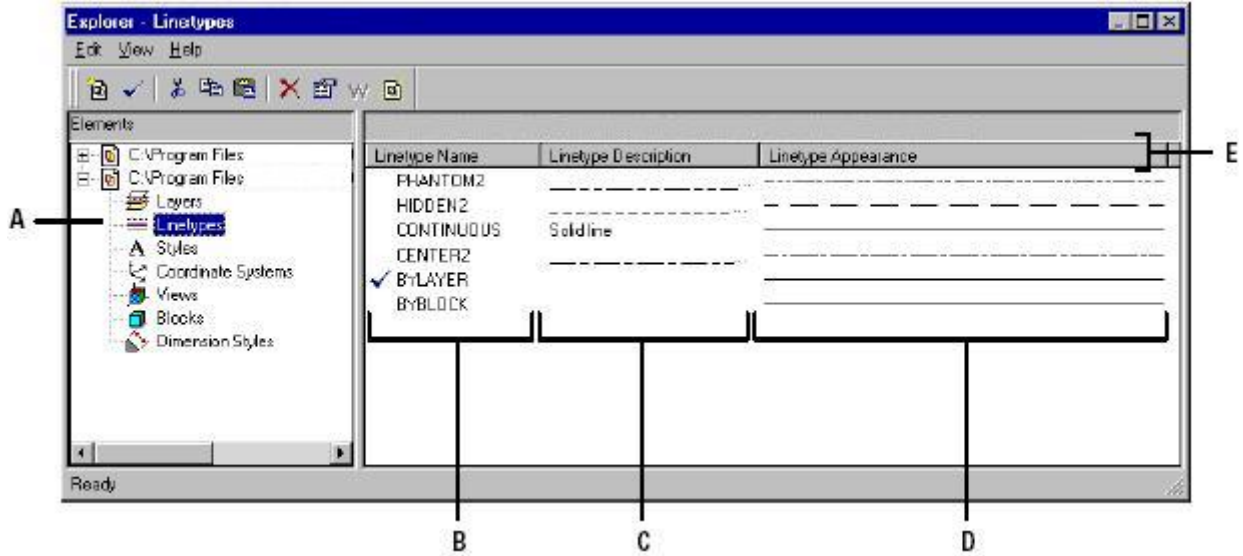 Explorer - Linetypes
Edit View Help
Elements
C:\Program Files
C:\Program Files
Layers
Linetypes
Styles
Coordinate Systems
Views
Blocks
Dimension Styles
Linetype Name Linetype Description Linetype Appearance
PHANTOM2
HIDDEN2
CONTINUOUS Solid line
CENTER2
BYLAYER
BYBLOCK
Ready
A
B C D
E